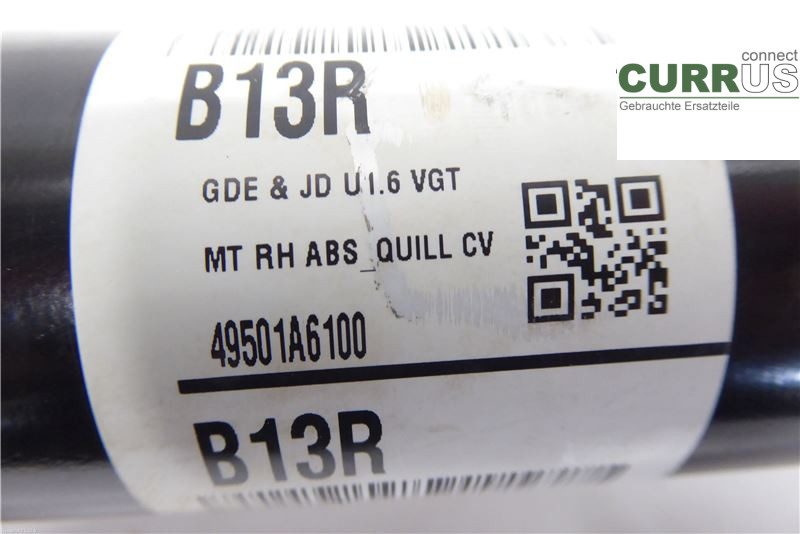 connect
CURRUS
Gebrauchte Ersatzteile
B13R
GDE & JD U1.6 VGT
MT RH ABS_QUILL CV
49501A6100
B13R